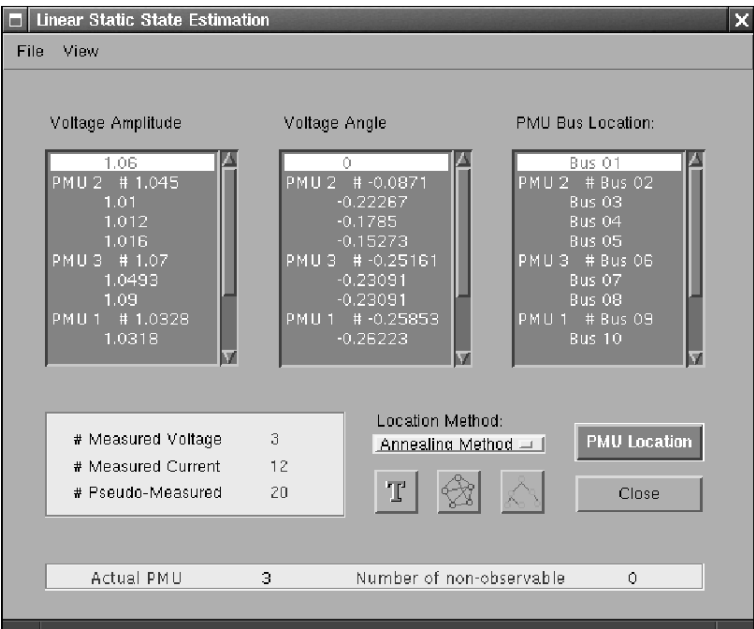 Linear Static State Estimation
File View
Voltage Amplitude
1.06
PMU 2 # 1.045
1.01
1.012
1.016
PMU 3 # 1.07
1.0493
1.09
PMU 1 # 1.0328
1.0318
Voltage Angle
0
PMU 2 # -0.0871
-0.22267
-0.1785
-0.15273
PMU 3 # -0.25161
-0.23091
-0.23091
PMU 1 # -0.25853
-0.26223
PMU Bus Location:
Bus 01
PMU 2 # Bus 02
Bus 03
Bus 04
Bus 05
PMU 3 # Bus 06
Bus 07
Bus 08
PMU 1 # Bus 09
Bus 10
# Measured Voltage 3
# Measured Current 12
# Pseudo-Measured 20
Location Method:
Annealing Method
T
PMU Location
Close
Actual PMU 3 Number of non-observable 0